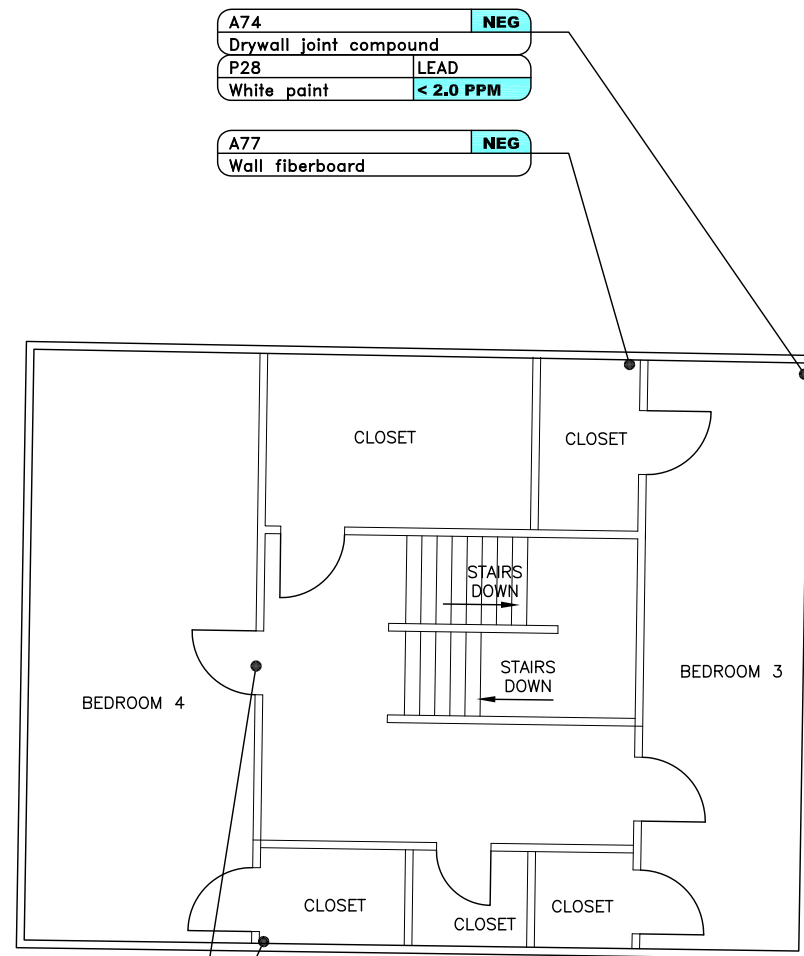 A74 NEG
Drywall joint compound
P28 LEAD
White paint < 2.0 PPM
A77 NEG
Wall fiberboard
CLOSET
CLOSET
STAIRS
DOWN
STAIRS
DOWN
BEDROOM 3
BEDROOM 4
CLOSET
CLOSET
CLOSET